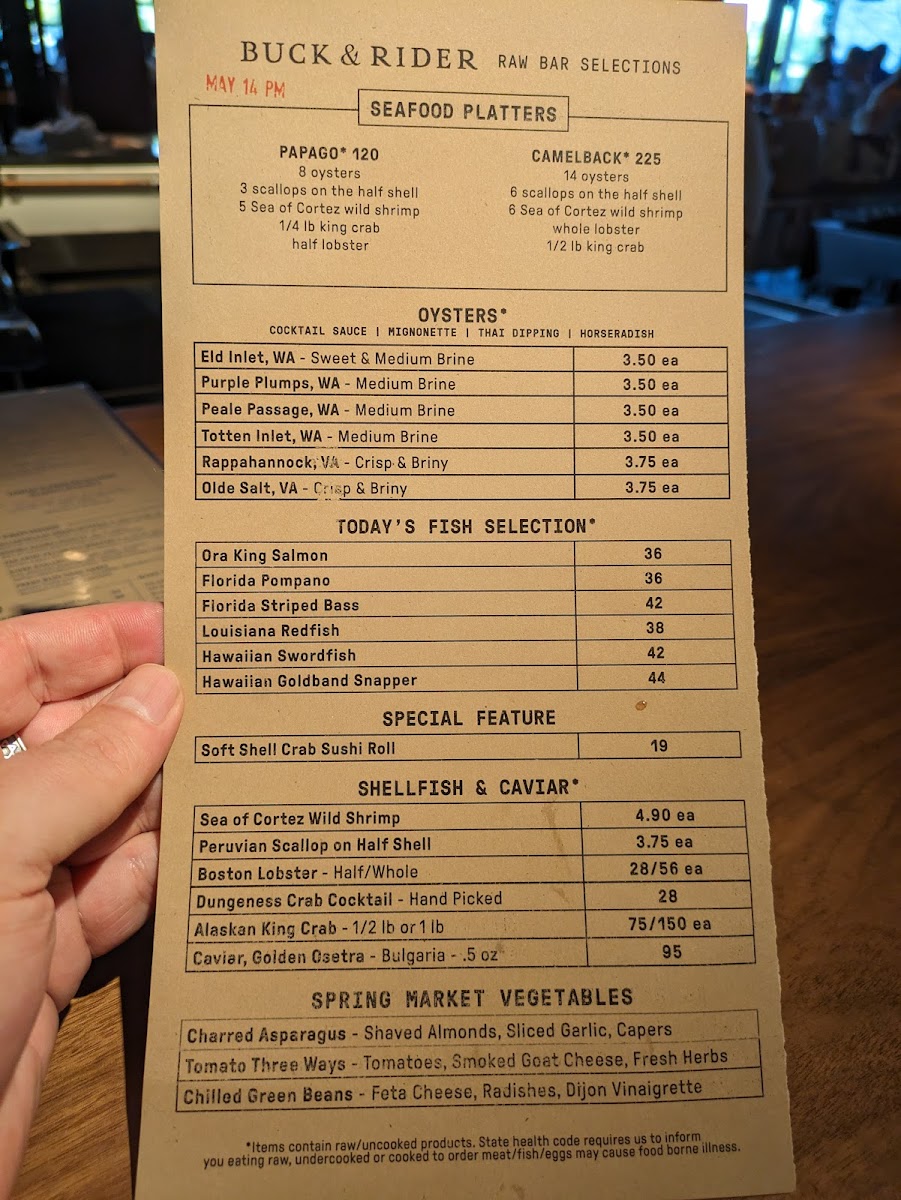 BUCK & RIDER RAW BAR SELECTIONS
MAY 14 PM
SEAFOOD PLATTERS
PAPAGO* 120
8 oysters
3 scallops on the half shell
5 Sea of Cortez wild shrimp
1/4 lb king crab
half lobster
CAMELBACK* 225
14 oysters
6 scallops on the half shell
6 Sea of Cortez wild shrimp
whole lobster
1/2 lb king crab
OYSTERS*
COCKTAIL SAUCE | MIGNONETTE | THAI DIPPING | HORSERADISH
Eld Inlet, WA - Sweet & Medium Brine 3.50 ea
Purple Plumps, WA - Medium Brine 3.50 ea
Peale Passage, WA - Medium Brine 3.50 ea
Totten Inlet, WA - Medium Brine 3.50 ea
Rappahannock, VA - Crisp & Briny 3.75 ea
Olde Salt, VA - Crisp & Briny 3.75 ea
TODAY'S FISH SELECTION*
Ora King Salmon 36
Florida Pompano 36
Florida Striped Bass 42
Louisiana Redfish 38
Hawaiian Swordfish 42
Hawaiian Goldband Snapper 44
SPECIAL FEATURE
Soft Shell Crab Sushi Roll 19
SHELLFISH & CAVIAR*
Sea of Cortez Wild Shrimp 4.90 ea
Peruvian Scallop on Half Shell 3.75 ea
Boston Lobster - Half/Whole 28/56 ea
Dungeness Crab Cocktail - Hand Picked 28
Alaskan King Crab - 1/2 lb or 1 lb 75/150 ea
Caviar, Golden Osetra - Bulgaria - .5 oz 95
SPRING MARKET VEGETABLES
Charred Asparagus - Shaved Almonds, Sliced Garlic, Capers
Tomato Three Ways - Tomatoes, Smoked Goat Cheese, Fresh Herbs
Chilled Green Beans - Feta Cheese, Radishes, Dijon Vinaigrette
*Items contain raw/uncooked products. State health code requires us to inform
you eating raw, undercooked or cooked to order meat/fish/eggs may cause food borne illness.